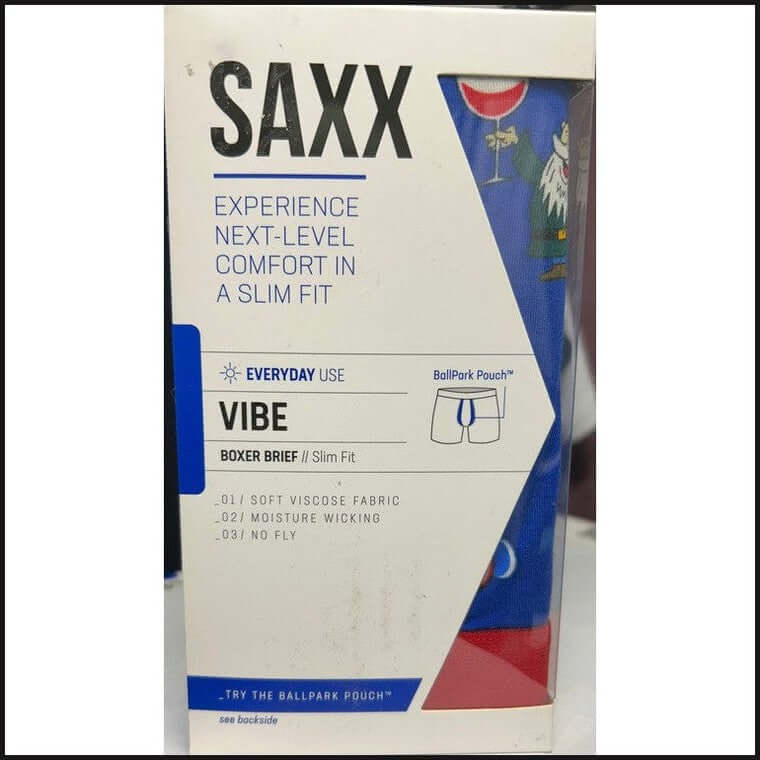 SAXX
EXPERIENCE
NEXT-LEVEL
COMFORT IN
A SLIM FIT
EVERYDAY USE
BallPark Pouch™
VIBE
BOXER BRIEF // Slim Fit
_01/ SOFT VISCOSE FABRIC
_02/ MOISTURE WICKING
_03/ NO FLY
_TRY THE BALLPARK POUCH™
see backside